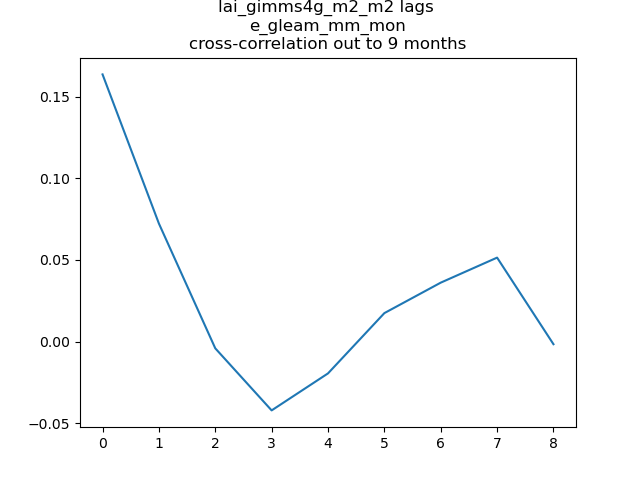 lai_gimms4g_m2_m2 lags
e_gleam_mm_mon
cross-correlation out to 9 months
0.15
0.10
0.05
0.00
−0.05
0 1 2 3 4 5 6 7 8